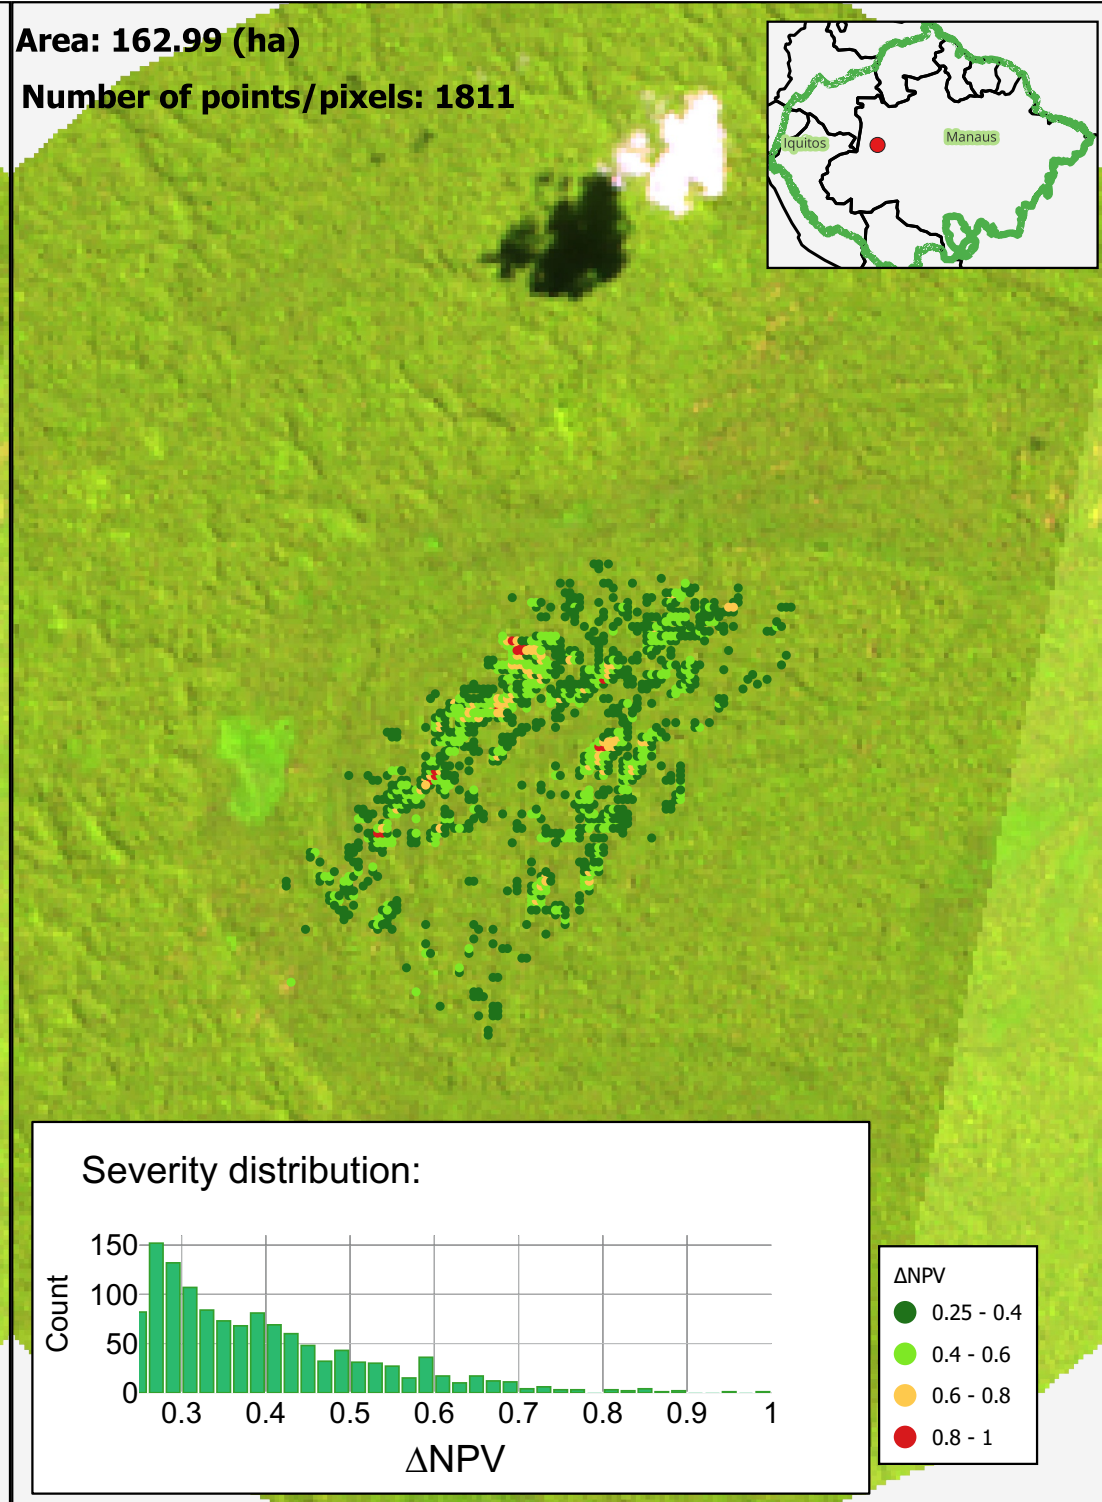 Area: 162.99 (ha)
Number of points/pixels: 1811
Iquitos
Manaus
Severity distribution:
150
100
50
0
Count
0.3 0.4 0.5 0.6 0.7 0.8 0.9 1
ΔNPV
ΔNPV
0.25 - 0.4
0.4 - 0.6
0.6 - 0.8
0.8 - 1